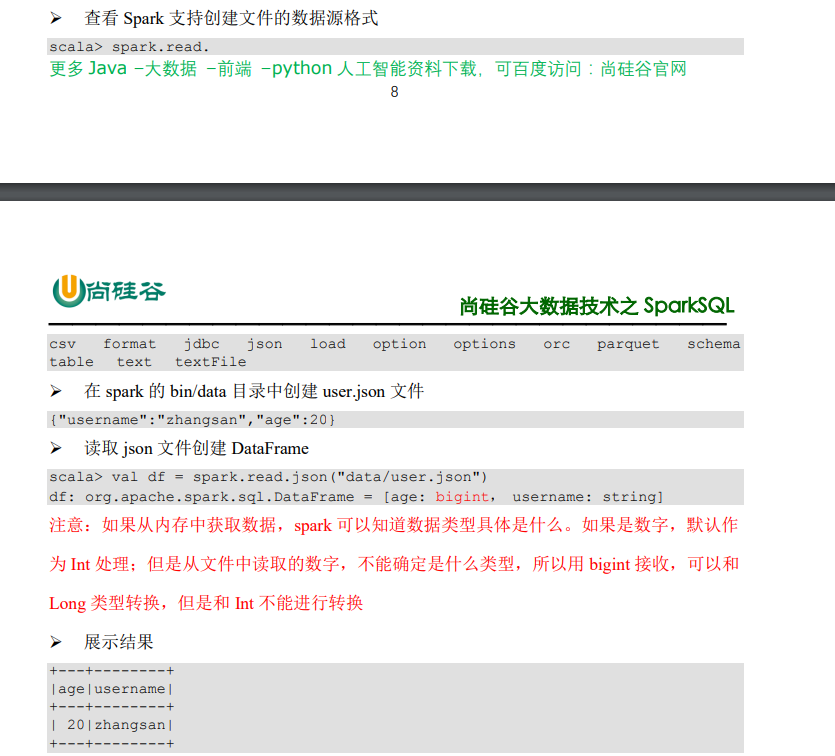 ➢ 查看 Spark 支持创建文件的数据源格式
scala> spark.read.
更多 Java –大数据 –前端 –python 人工智能资料下载，可百度访问：尚硅谷官网
8
尚硅谷
尚硅谷大数据技术之 SparkSQL
csv format jdbc json load option options orc parquet schema
table text textFile
➢ 在 spark 的 bin/data 目录中创建 user.json 文件
{"username":"zhangsan","age":20}
➢ 读取 json 文件创建 DataFrame
scala> val df = spark.read.json("data/user.json")
df: org.apache.spark.sql.DataFrame = [age: bigint， username: string]
注意：如果从内存中获取数据，spark 可以知道数据类型具体是什么。如果是数字，默认作
为 Int 处理；但是从文件中读取的数字，不能确定是什么类型，所以用 bigint 接收，可以和
Long 类型转换，但是和 Int 不能进行转换
➢ 展示结果
+---+--------+
|age|username|
+---+--------+
| 20|zhangsan|
+---+--------+